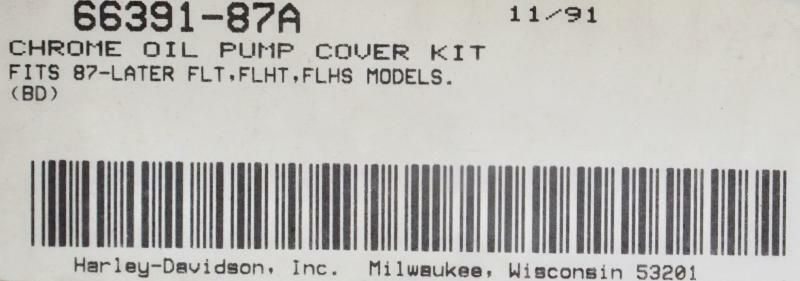 66391-87A 11/91
CHROME OIL PUMP COVER KIT
FITS 87-LATER FLT,FLHT,FLHS MODELS.
(BD)
Harley-Davidson, Inc. Milwaukee, Wisconsin 53201